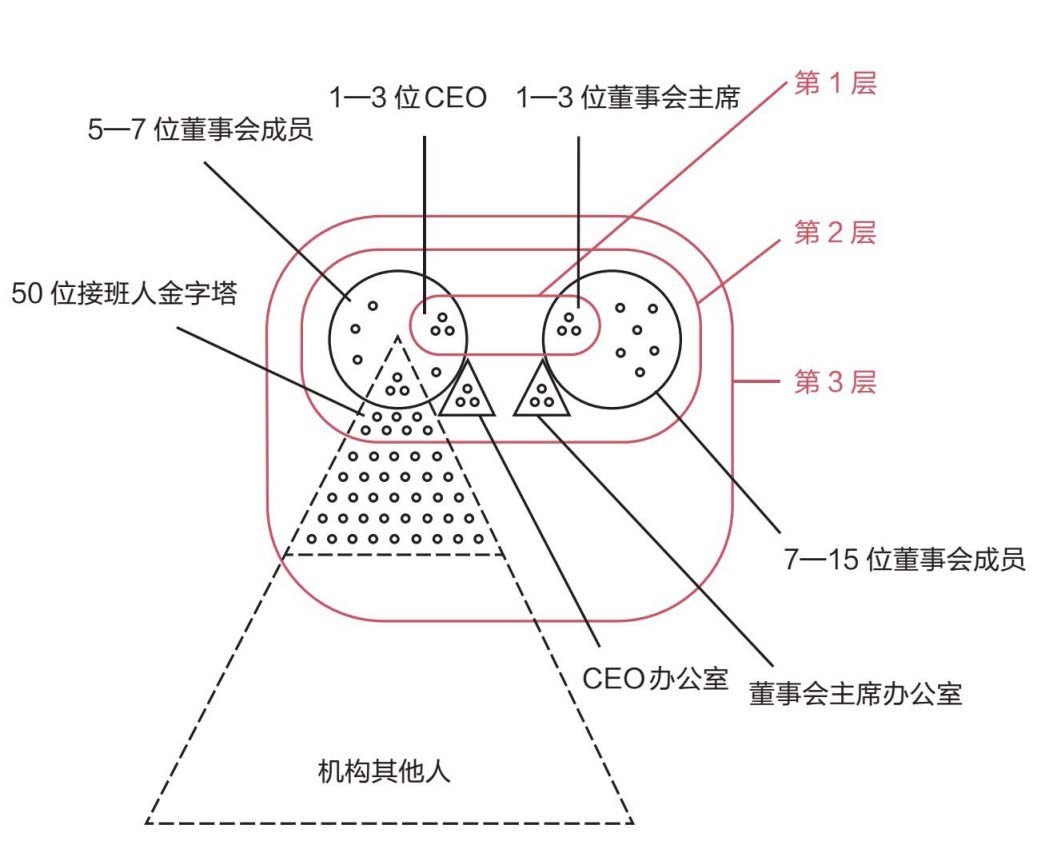 第 1 层
1—3 位 CEO
1—3 位董事会主席
5—7 位董事会成员
第 2 层
50 位接班人金字塔
第 3 层
7—15 位董事会成员
CEO 办公室
董事会主席办公室
机构其他人